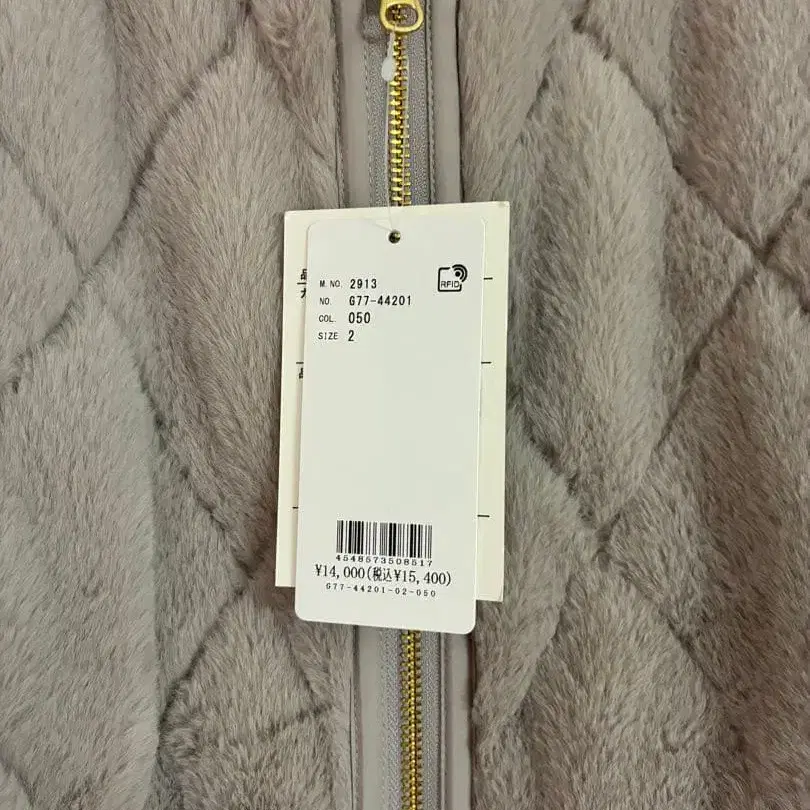 M.NO. 2913
NO. G77-44201
COL. 050
SIZE 2
RFID
4548573508517
¥14,000(税込¥15,400)
G77-44201-02-050